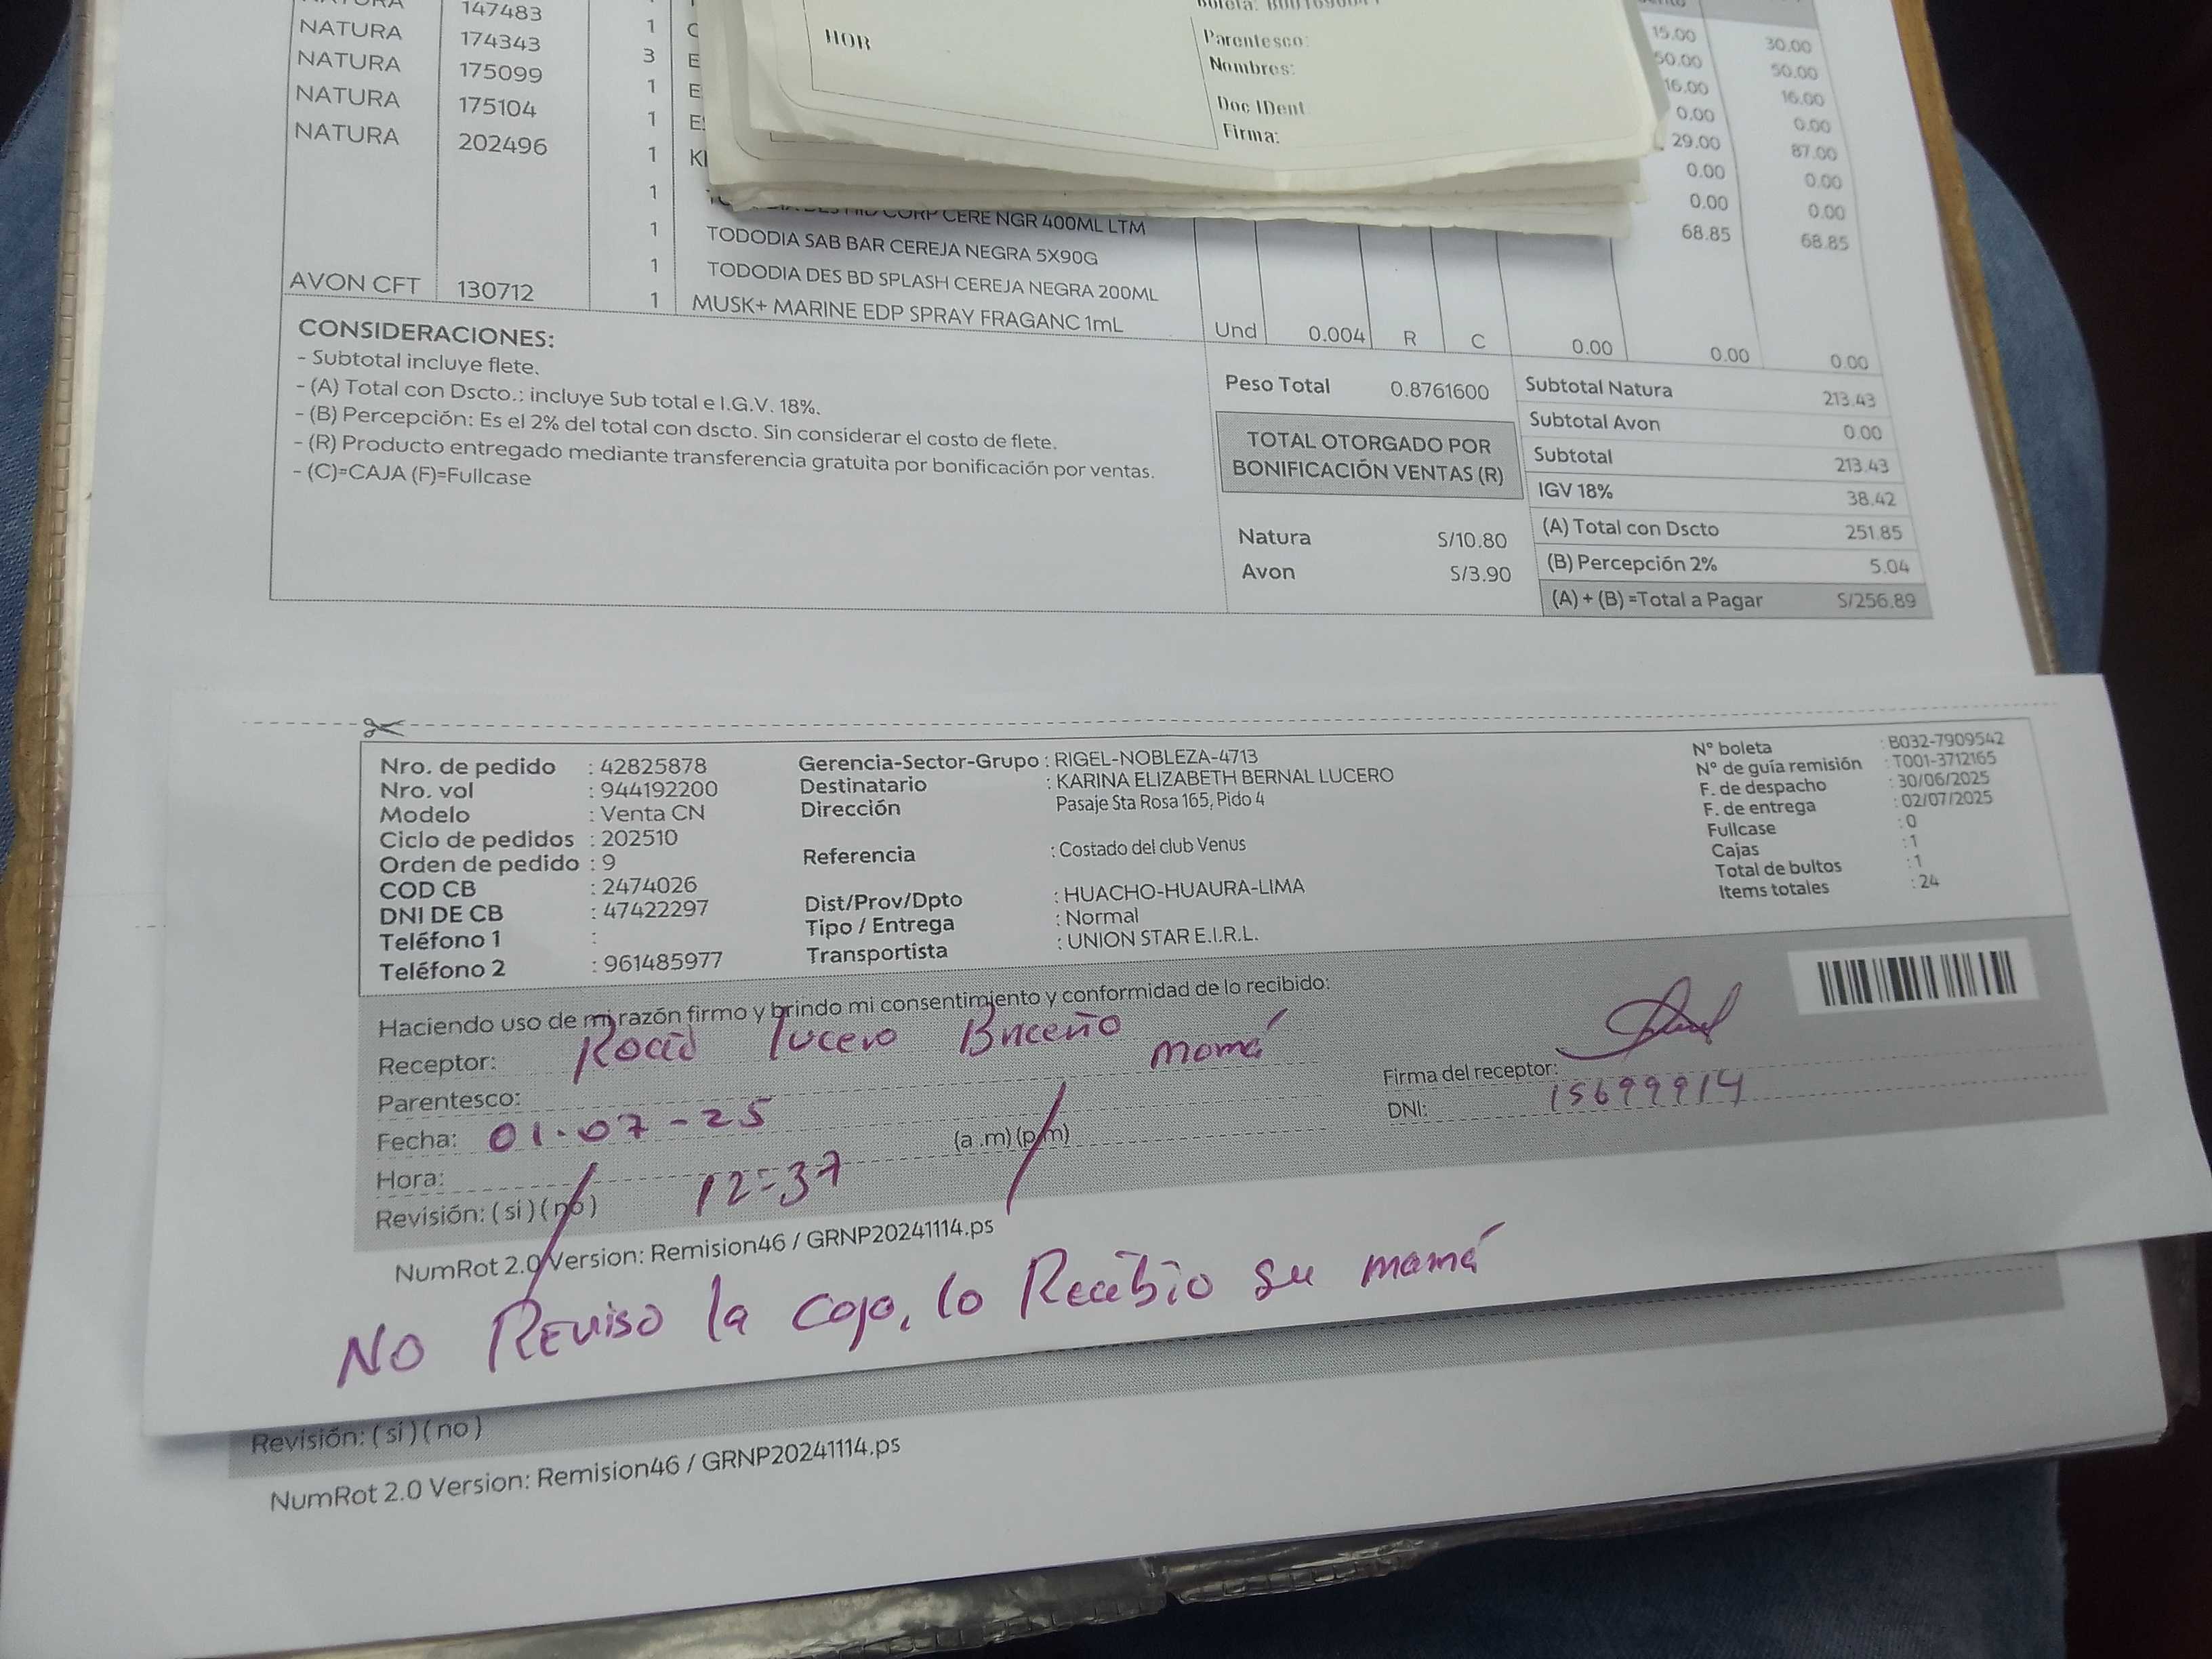 147483
NATURA 174343 1
NATURA 175099 3 E
NATURA 175104 1 E
NATURA 202496 1
1
1
HOR
Parentesco:
Nombres:
Doc IDent
Firma:
15.00 30.00
50.00 50.00
16.00 16.00
0.00 0.00
29.00 87.00
0.00 0.00
0.00 0.00
68.85 68.85
CORP CERE NGR 400ML LTM
1 TODODIA SAB BAR CEREJA NEGRA 5X90G
1 TODODIA DES BD SPLASH CEREJA NEGRA 200ML
AVON CFT 130712 1 MUSK+ MARINE EDP SPRAY FRAGANC 1mL Und 0.004 R C 0.00 0.00 0.00
CONSIDERACIONES:
- Subtotal incluye flete.
- (A) Total con Dscto.: incluye Sub total e I.G.V. 18%.
- (B) Percepción: Es el 2% del total con dscto. Sin considerar el costo de flete.
- (R) Producto entregado mediante transferencia gratuita por bonificación por ventas.
- (C)=CAJA (F)=Fullcase
Peso Total 0.8761600
TOTAL OTORGADO POR
BONIFICACIÓN VENTAS (R)
Natura S/10.80
Avon S/3.90
Subtotal Natura 213.43
Subtotal Avon 0.00
Subtotal 213.43
IGV 18% 38.42
(A) Total con Dscto 251.85
(B) Percepción 2% 5.04
(A) + (B) =Total a Pagar S/256.89
Nro. de pedido : 42825878
Nro. vol : 944192200
Modelo : Venta CN
Ciclo de pedidos : 202510
Orden de pedido : 9
COD CB : 2474026
DNI DE CB : 47422297
Teléfono 1 :
Teléfono 2 : 961485977
Gerencia-Sector-Grupo : RIGEL-NOBLEZA-4713
Destinatario : KARINA ELIZABETH BERNAL LUCERO
Dirección Pasaje Sta Rosa 165, Pido 4
Referencia : Costado del club Venus
Dist/Prov/Dpto : HUACHO-HUAURA-LIMA
Tipo / Entrega : Normal
Transportista : UNION STAR E.I.R.L.
N° boleta : B032-7909542
N° de guía remisión : T001-3712165
F. de despacho : 30/06/2025
F. de entrega : 02/07/2025
Fullcase : 0
Cajas : 1
Total de bultos : 1
Items totales : 24
Haciendo uso de mi razón firmo y brindo mi consentimiento y conformidad de lo recibido:
Receptor: Rocio lucero Briceño
Parentesco: mamá
Fecha: 01-07-25
Hora: 12=37 (a .m) (p.m)
Revisión: ( si ) ( no )
Firma del receptor:
DNI: 15699914
NumRot 2.0 Version: Remision46 / GRNP20241114.ps
NO Reviso la caja, lo Recibio su mamá
Revisión: ( si ) ( no )
NumRot 2.0 Version: Remision46 / GRNP20241114.ps